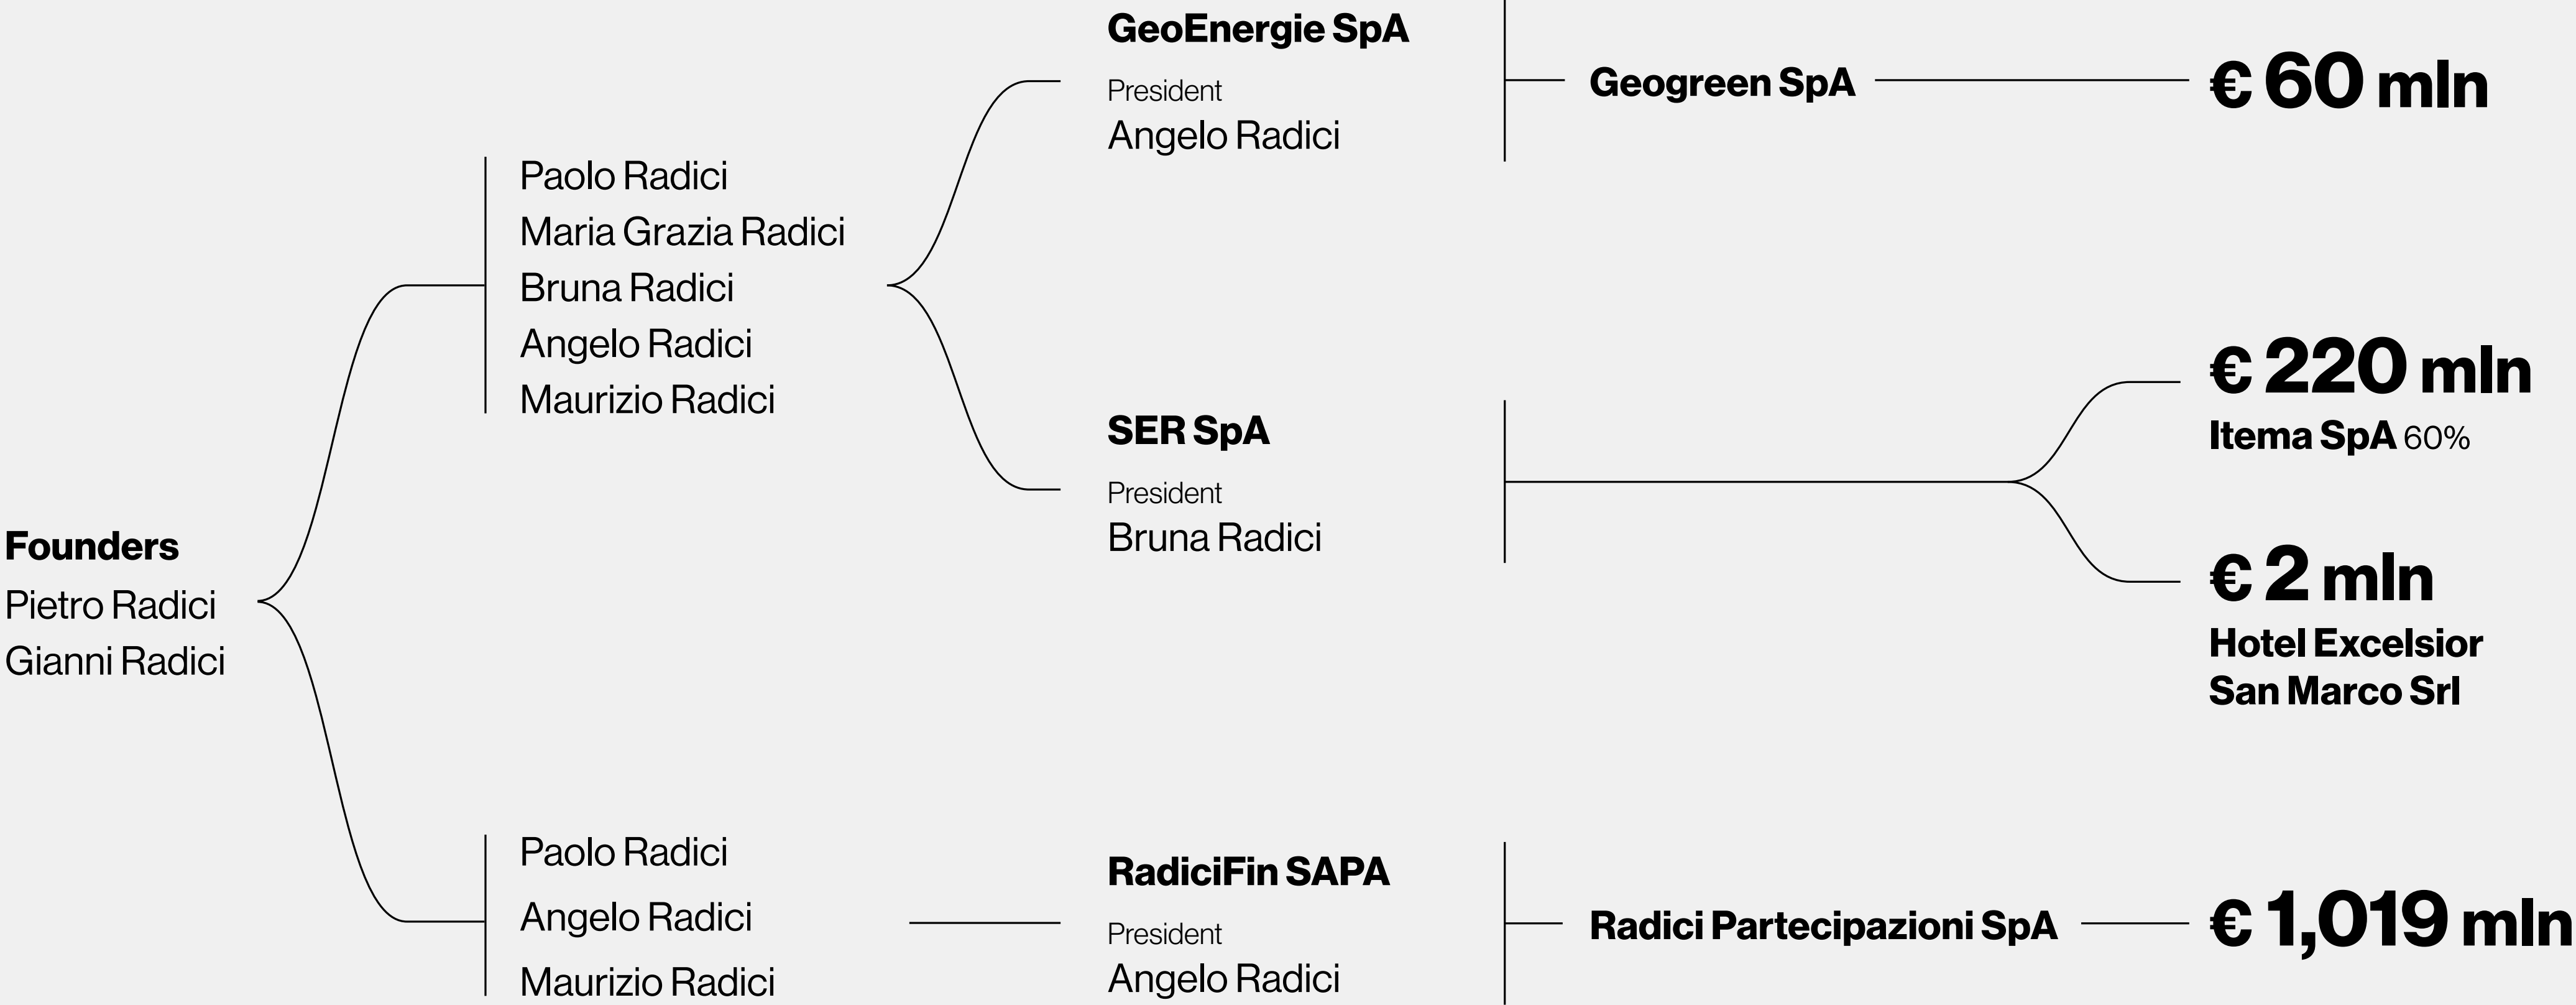 Founders
Pietro Radici
Gianni Radici
Paolo Radici
Maria Grazia Radici
Bruna Radici
Angelo Radici
Maurizio Radici
GeoEnergie SpA
President
Angelo Radici
Geogreen SpA
€ 60 mln
SER SpA
President
Bruna Radici
€ 220 mln
Itema SpA 60%
€ 2 mln
Hotel Excelsior
San Marco Srl
Paolo Radici
Angelo Radici
Maurizio Radici
RadiciFin SAPA
President
Angelo Radici
Radici Partecipazioni SpA
€ 1,019 mln